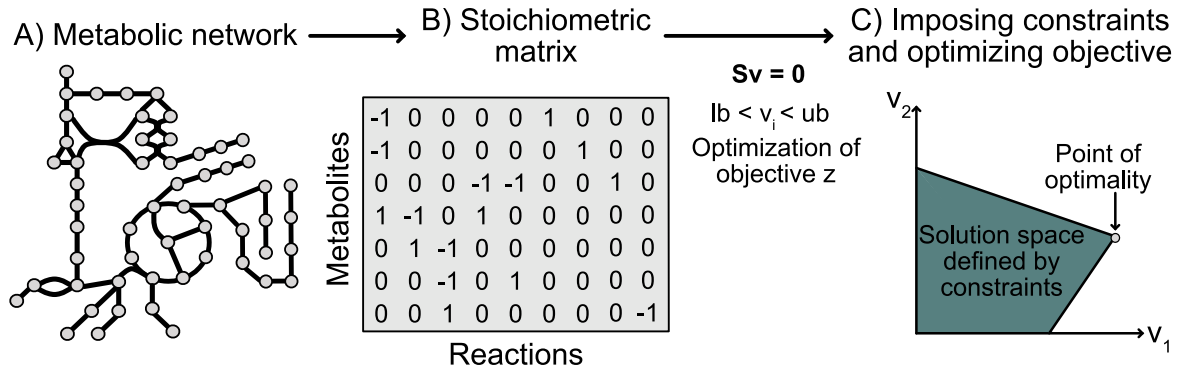 A) Metabolic network
B) Stoichiometric
matrix
C) Imposing constraints
and optimizing objective
Sv = 0
lb < vi < ub
Optimization of
objective z
Metabolites
-1 0 0 0 0 1 0 0 0
-1 0 0 0 0 0 1 0 0
0 0 0 -1 -1 0 0 1 0
1 -1 0 1 0 0 0 0 0
0 1 -1 0 0 0 0 0 0
0 0 -1 0 1 0 0 0 0
0 0 1 0 0 0 0 0 -1
Reactions
v2
Point of
optimality
Solution space
defined by
constraints
v1